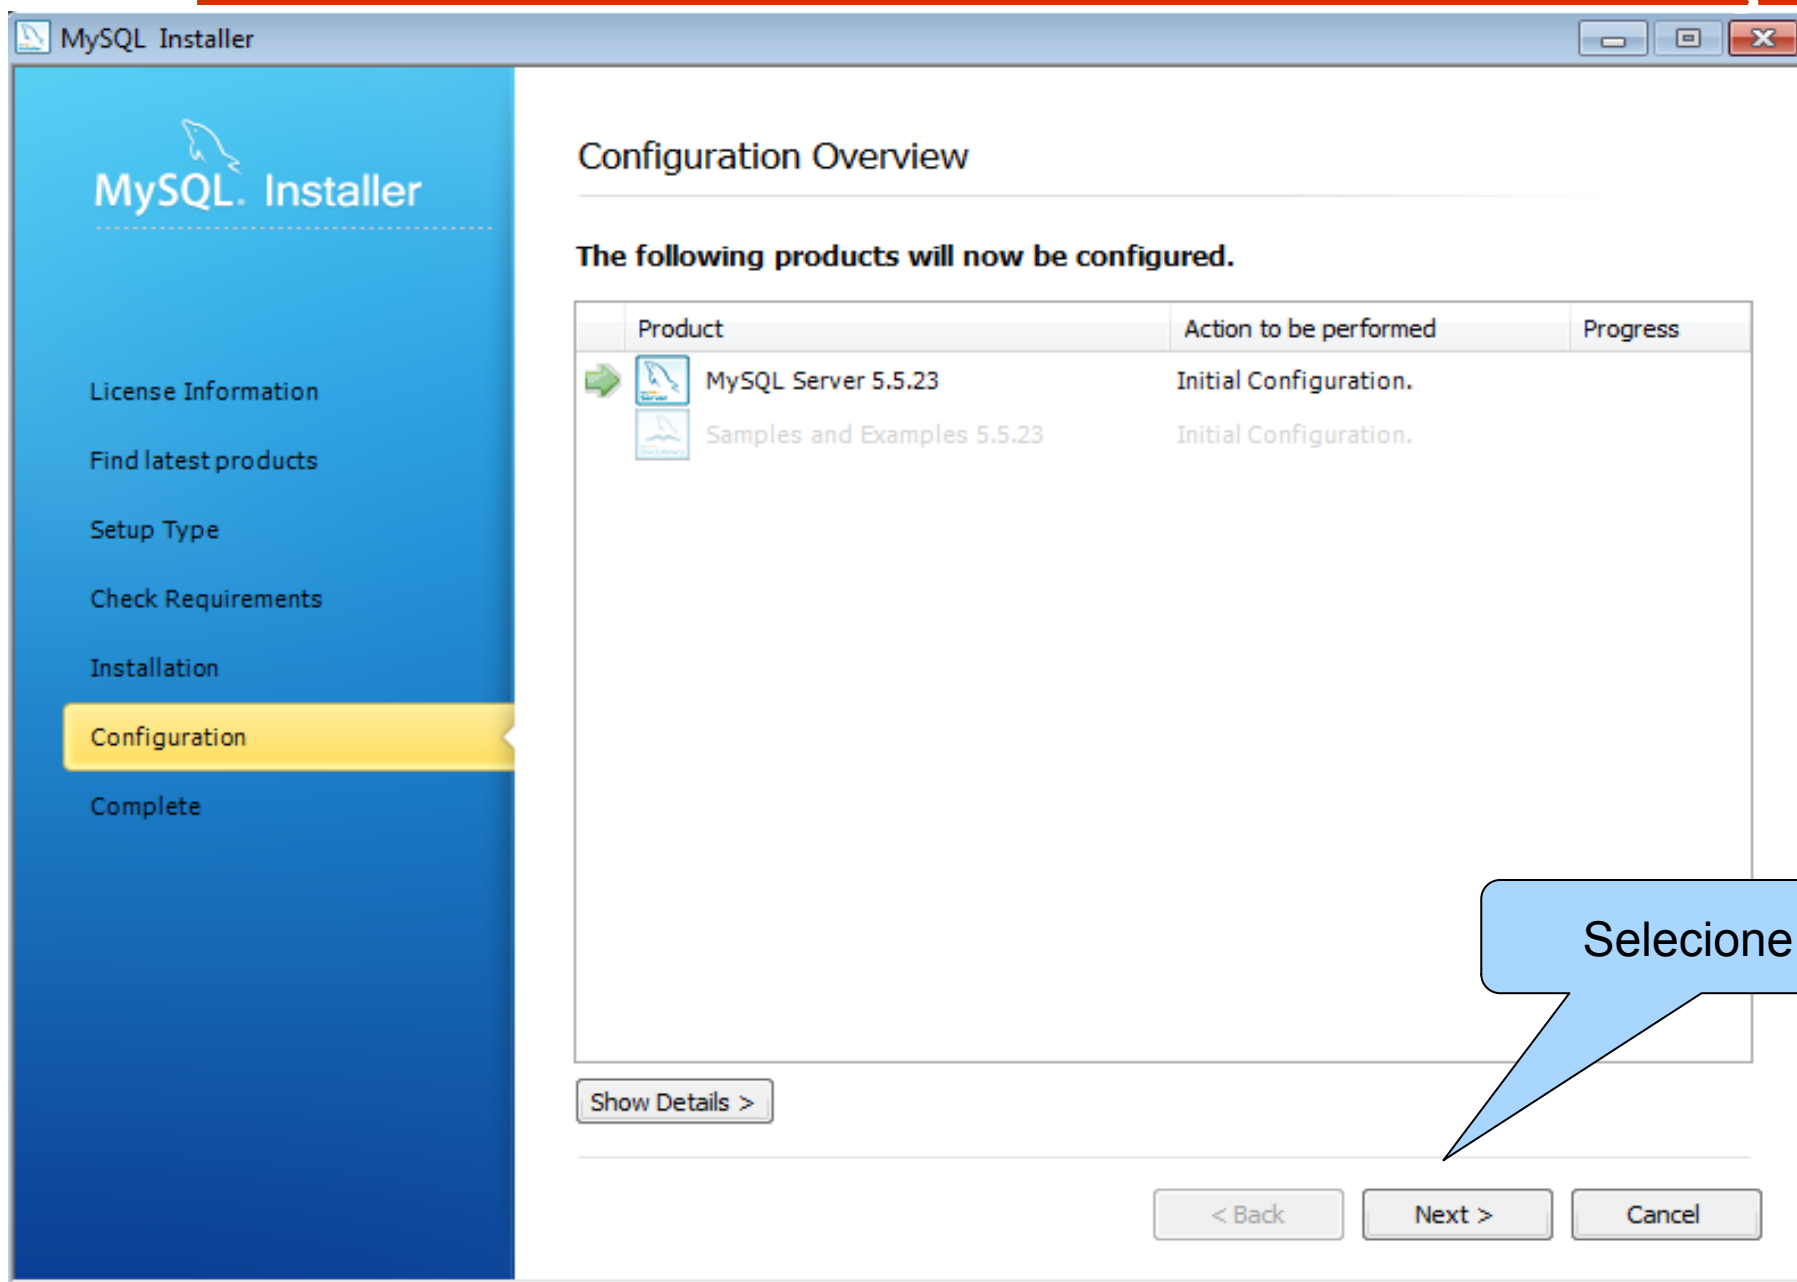 MySQL Installer
MySQL. Installer
License Information
Find latest products
Setup Type
Check Requirements
Installation
Configuration
Complete
Configuration Overview
The following products will now be configured.
Product Action to be performed Progress
MySQL Server 5.5.23 Initial Configuration.
Samples and Examples 5.5.23 Initial Configuration.
Selecione
Show Details >
< Back Next > Cancel